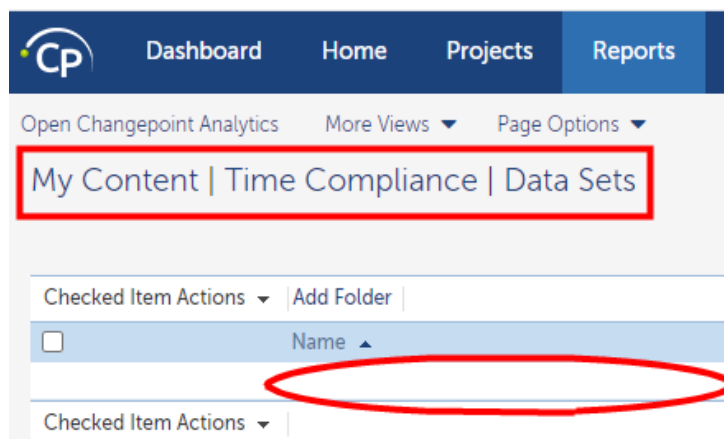 CP Dashboard Home Projects Reports
Open Changepoint Analytics More Views Page Options
My Content | Time Compliance | Data Sets
Checked Item Actions Add Folder
Name
Checked Item Actions